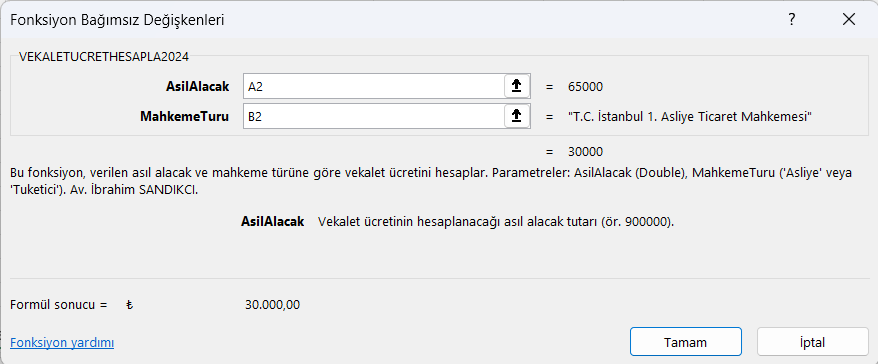 Fonksiyon Bağımsız Değişkenleri
?
VEKALETUCRETHESAPLA2024
AsilAlacak A2 = 65000
MahkemeTuru B2 = "T.C. İstanbul 1. Asliye Ticaret Mahkemesi"
= 30000
Bu fonksiyon, verilen asıl alacak ve mahkeme türüne göre vekalet ücretini hesaplar. Parametreler: AsilAlacak (Double), MahkemeTuru ('Asliye' veya
'Tuketici'). Av. İbrahim SANDIKCI.
AsilAlacak Vekalet ücretinin hesaplanacağı asıl alacak tutarı (ör. 900000).
Formül sonucu = ₺ 30.000,00
Fonksiyon yardımı
Tamam
İptal